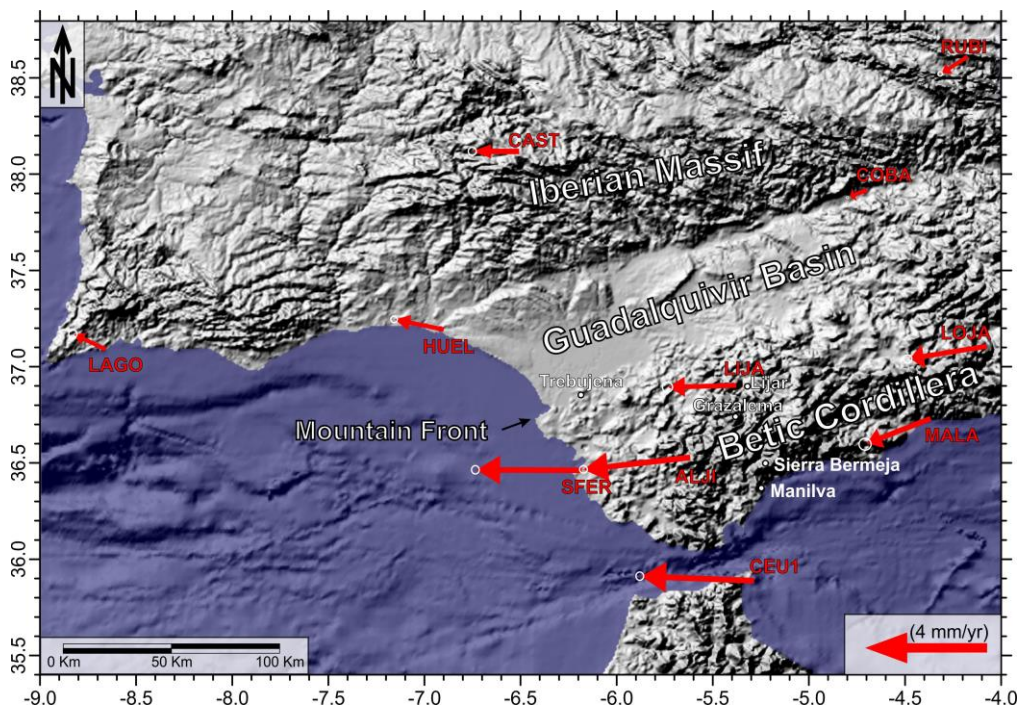 N
38.5
38.0
37.5
37.0
36.5
36.0
35.5
RUBI
CAST
Iberian Massif
COBA
Guadalquivir Basin
LAGO
HUEL
LOJA
LIJA
Trebujena
Lijar
Grazalema
Betic Cordillera
Mountain Front
MALA
SFER
ALJI
Sierra Bermeja
Manilva
CEU1
(4 mm/yr)
0 Km 50 Km 100 Km
-9.0 -8.5 -8.0 -7.5 -7.0 -6.5 -6.0 -5.5 -5.0 -4.5 -4.0